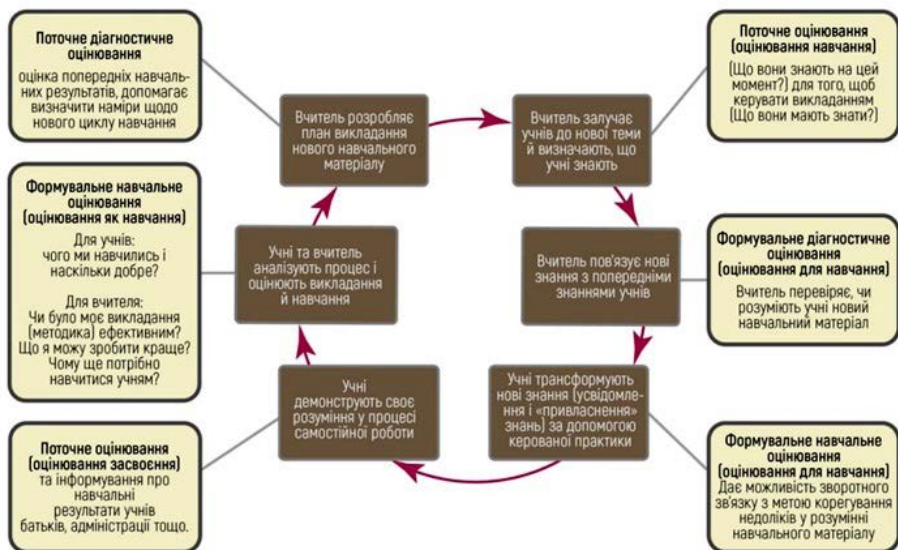 Поточне діагностичне
оцінювання
оцінка попередніх навчаль-
них результатів, допомагає
визначити наміри щодо
нового циклу навчання
Вчитель розробляє
план викладання
нового навчального
матеріалу
Вчитель залучає
учнів до нової теми
й визначають, що
учні знають
Поточне оцінювання
(оцінювання навчання)
(Що вони знають на цей
момент?) для того, щоб
керувати викладанням
(Що вони мають знати?)
Формувальне навчальне
оцінювання
(оцінювання як навчання)
Для учнів:
чого ми навчились і
наскільки добре?
Для вчителя:
Чи було моє викладання
(методика) ефективним?
Що я можу зробити краще?
Чому ще потрібно
навчитися учням?
Учні та вчитель
аналізують процес і
оцінюють викладання
й навчання
Вчитель пов'язує нові
знання з попередніми
знаннями учнів
Формувальне діагностичне
оцінювання
(оцінювання для навчання)
Вчитель перевіряє, чи
розуміють учні новий
навчальний матеріал
Поточне оцінювання
(оцінювання засвоєння)
та інформування про
навчальні
результати учнів
батьків, адміністрації тощо.
Учні
демонструють своє
розуміння у процесі
самостійної роботи
Учні трансформують
нові знання (усвідомлен-
ня і «привласнення»
знань) за допомогою
керованої практики
Формувальне навчальне
оцінювання
(оцінювання для навчання)
Дає можливість зворотного
зв'язку з метою корегування
недоліків у розумінні
навчального матеріалу